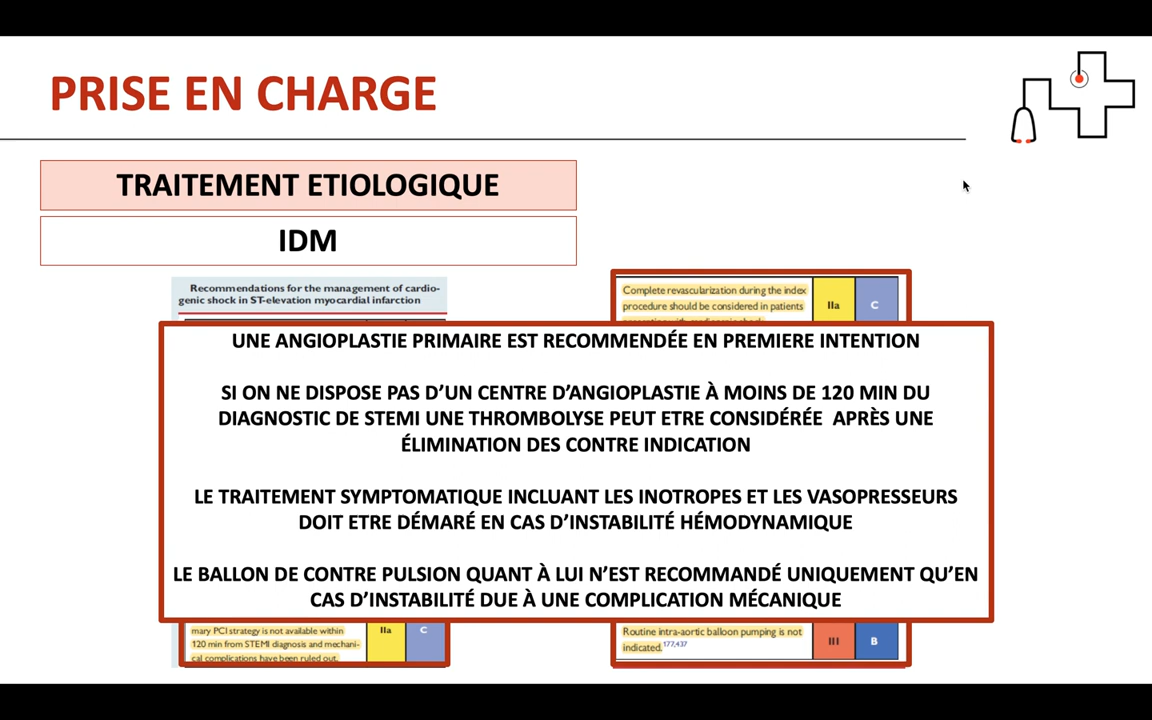 PRISE EN CHARGE
TRAITEMENT ETIOLOGIQUE
IDM
Recommendations for the management of cardio-
genic shock in ST-elevation myocardial infarction
Complete revascularization during the index
procedure should be considered in patients
IIa
C
UNE ANGIOPLASTIE PRIMAIRE EST RECOMMENDÉE EN PREMIERE INTENTION
SI ON NE DISPOSE PAS D’UN CENTRE D’ANGIOPLASTIE À MOINS DE 120 MIN DU
DIAGNOSTIC DE STEMI UNE THROMBOLYSE PEUT ETRE CONSIDÉRÉE APRÈS UNE
ÉLIMINATION DES CONTRE INDICATION
LE TRAITEMENT SYMPTOMATIQUE INCLUANT LES INOTROPES ET LES VASOPRESSEURS
DOIT ETRE DÉMARÉ EN CAS D’INSTABILITÉ HÉMODYNAMIQUE
LE BALLON DE CONTRE PULSION QUANT À LUI N’EST RECOMMANDÉ UNIQUEMENT QU’EN
CAS D’INSTABILITÉ DUE À UNE COMPLICATION MÉCANIQUE
mary PCI strategy is not available within
120 min from STEMI diagnosis and mechani-
cal complications have been ruled out.
IIa
C
Routine intra-aortic balloon pumping is not
indicated.177,437
III
B